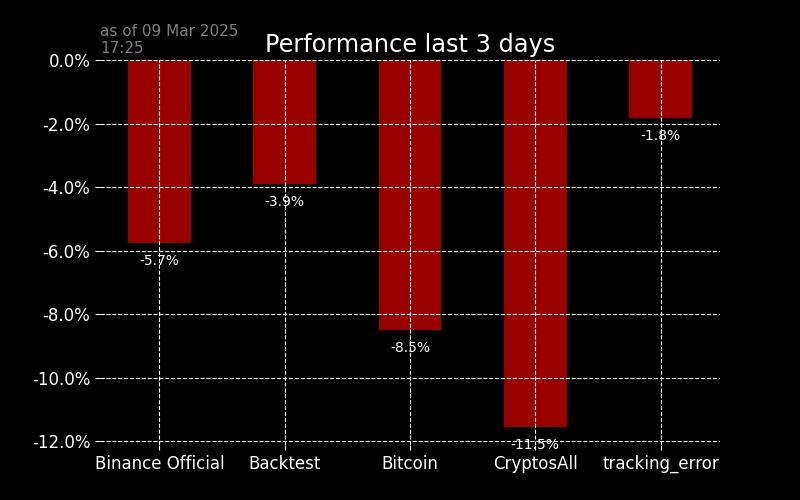 as of 09 Mar 2025
17:25
Performance last 3 days
0.0%
-2.0%
-4.0%
-6.0%
-8.0%
-10.0%
-12.0%
-5.7%
-3.9%
-8.5%
-11.5%
-1.8%
Binance Official
Backtest
Bitcoin
CryptosAll
tracking_error